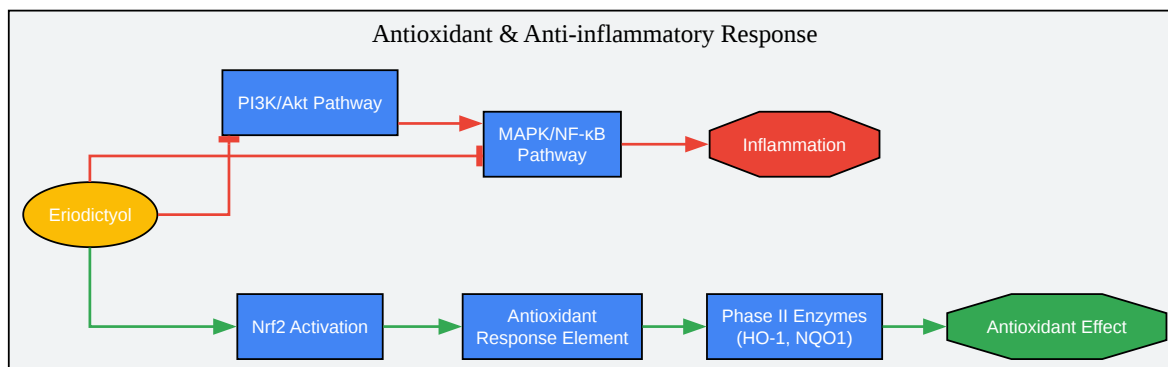 Antioxidant & Anti-inflammatory Response
PI3K/Akt Pathway
MAPK/NF-κB
Pathway
Inflammation
Eriodictyol
Nrf2 Activation
Antioxidant
Response Element
Phase II Enzymes
(HO-1, NQO1)
Antioxidant Effect